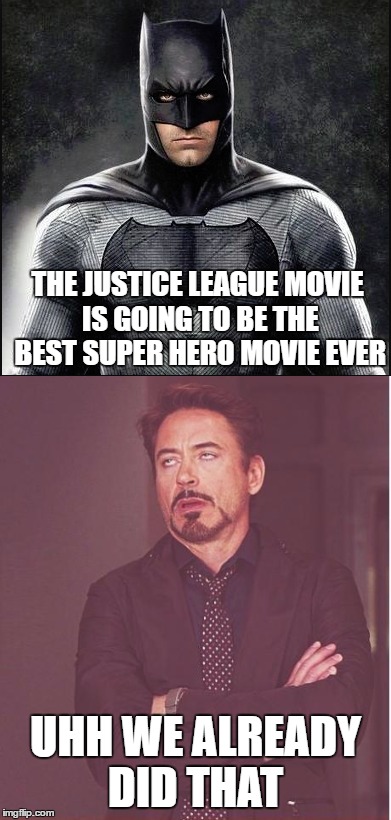 THE JUSTICE LEAGUE MOVIE
IS GOING TO BE THE
BEST SUPER HERO MOVIE EVER
UHH WE ALREADY
DID THAT
imgflip.com